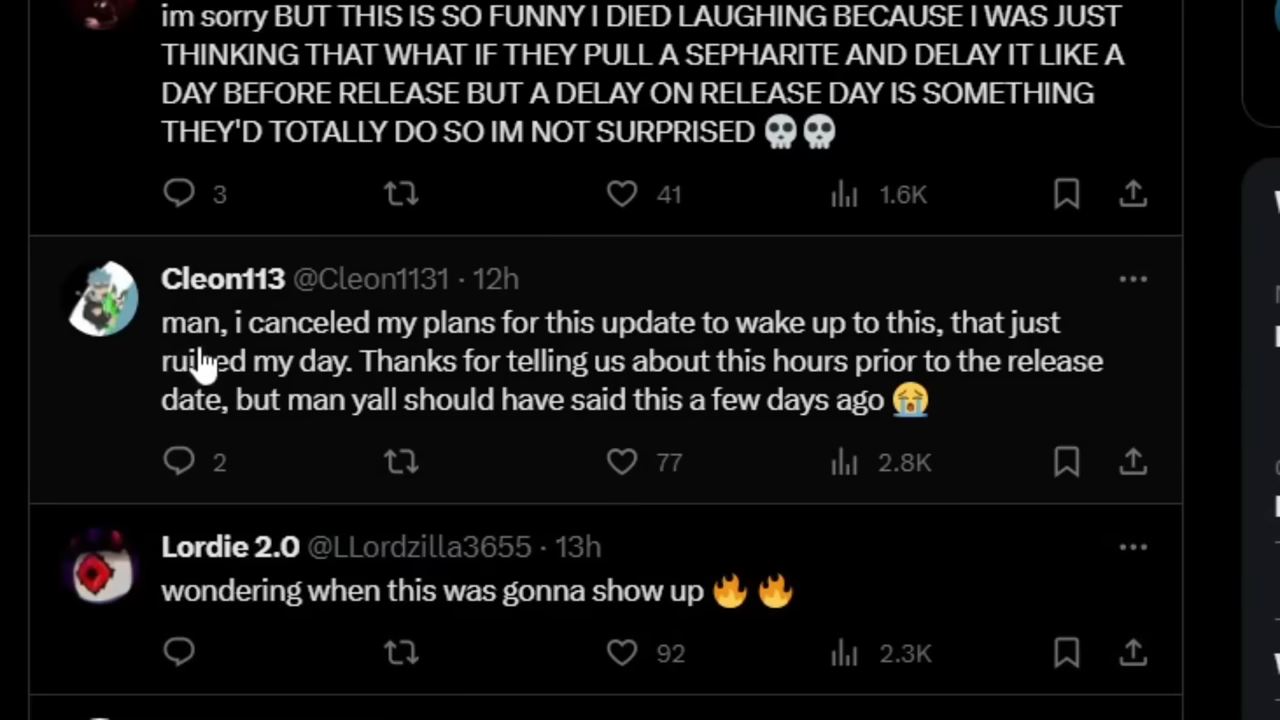 im sorry BUT THIS IS SO FUNNY I DIED LAUGHING BECAUSE I WAS JUST
THINKING THAT WHAT IF THEY PULL A SEPHARITE AND DELAY IT LIKE A
DAY BEFORE RELEASE BUT A DELAY ON RELEASE DAY IS SOMETHING
THEY'D TOTALLY DO SO IM NOT SURPRISED 💀💀
3 41 1.6K
Cleon113 @Cleon1131 · 12h
man, i canceled my plans for this update to wake up to this, that just
ruined my day. Thanks for telling us about this hours prior to the release
date, but man yall should have said this a few days ago 😭
2 77 2.8K
Lordie 2.0 @LLordzilla3655 · 13h
wondering when this was gonna show up 🔥 🔥
92 2.3K